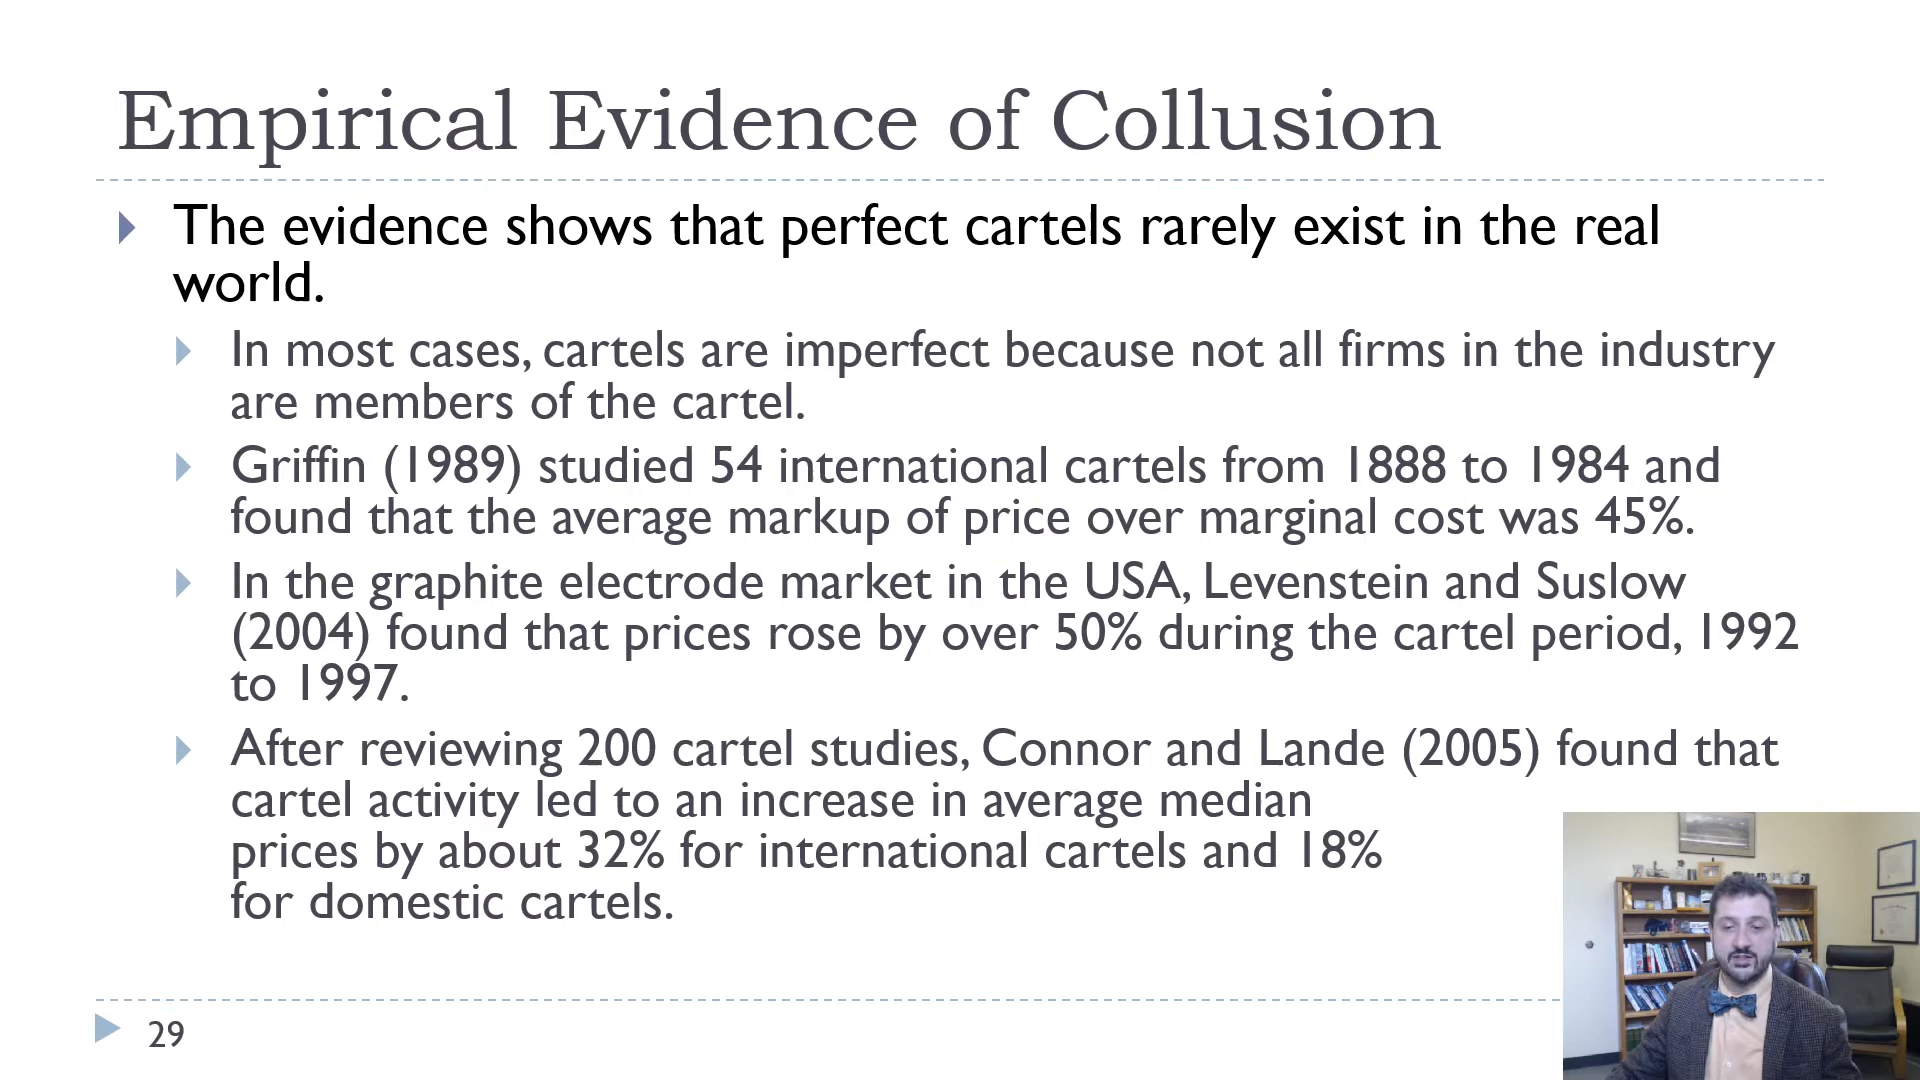 Empirical Evidence of Collusion
The evidence shows that perfect cartels rarely exist in the real
world.
In most cases, cartels are imperfect because not all firms in the industry
are members of the cartel.
Griffin (1989) studied 54 international cartels from 1888 to 1984 and
found that the average markup of price over marginal cost was 45%.
In the graphite electrode market in the USA, Levenstein and Suslow
(2004) found that prices rose by over 50% during the cartel period, 1992
to 1997.
After reviewing 200 cartel studies, Connor and Lande (2005) found that
cartel activity led to an increase in average median
prices by about 32% for international cartels and 18%
for domestic cartels.
29